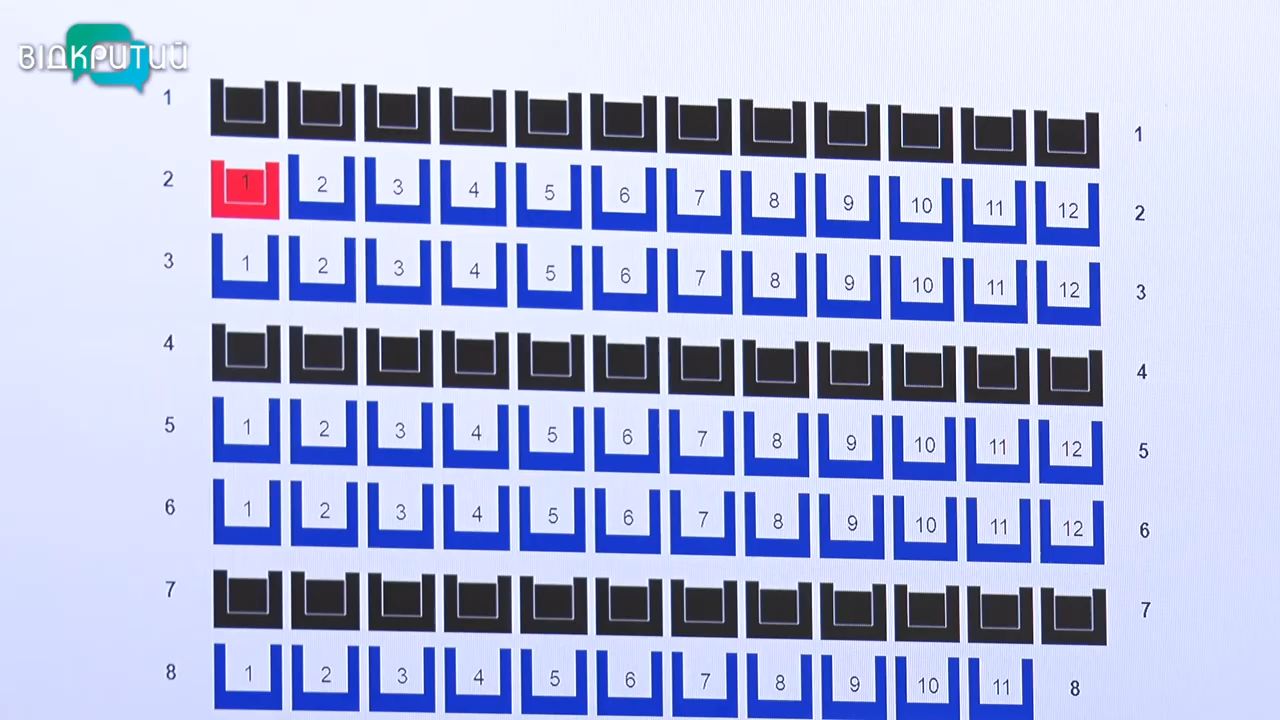 ВІДКРИТИЙ
1 1
2 1 2 3 4 5 6 7 8 9 10 11 12 2
3 1 2 3 4 5 6 7 8 9 10 11 12 3
4 4
5 1 2 3 4 5 6 7 8 9 10 11 12 5
6 1 2 3 4 5 6 7 8 9 10 11 12 6
7 7
8 1 2 3 4 5 6 7 8 9 10 11 8